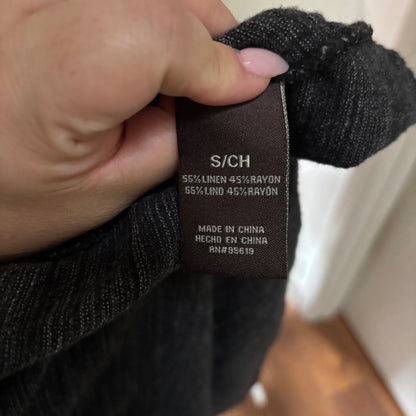 S/CH
55%LINEN 45%RAYON
55%LINO 45%RAYÓN
MADE IN CHINA
HECHO EN CHINA
RN#95619